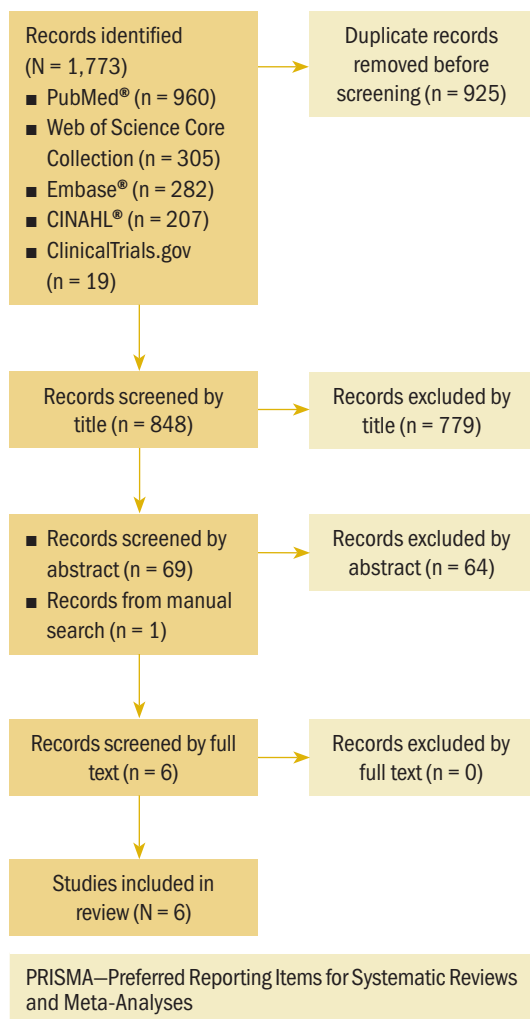 Records identified
(N = 1,773)
■ PubMed® (n = 960)
■ Web of Science Core
Collection (n = 305)
■ Embase® (n = 282)
■ CINAHL® (n = 207)
■ ClinicalTrials.gov
(n = 19)
Duplicate records
removed before
screening (n = 925)
Records screened by
title (n = 848)
Records excluded by
title (n = 779)
■ Records screened by
abstract (n = 69)
■ Records from manual
search (n = 1)
Records excluded by
abstract (n = 64)
Records screened by full
text (n = 6)
Records excluded by
full text (n = 0)
Studies included in
review (N = 6)
PRISMA—Preferred Reporting Items for Systematic Reviews
and Meta-Analyses